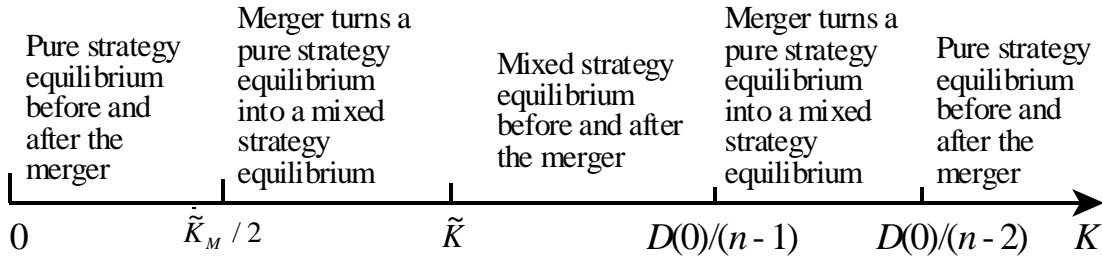 Pure strategy
equilibrium
before and
after the
merger
Merger turns a
pure strategy
equilibrium
into a mixed
strategy
equilibrium
Mixed strategy
equilibrium
before and after
the merger
Merger turns a
pure strategy
equilibrium
into a mixed
strategy
equilibrium
Pure strategy
equilibrium
before and
after the
merger
0
K̃_M / 2
K̃
D(0)/(n - 1)
D(0)/(n - 2)
K